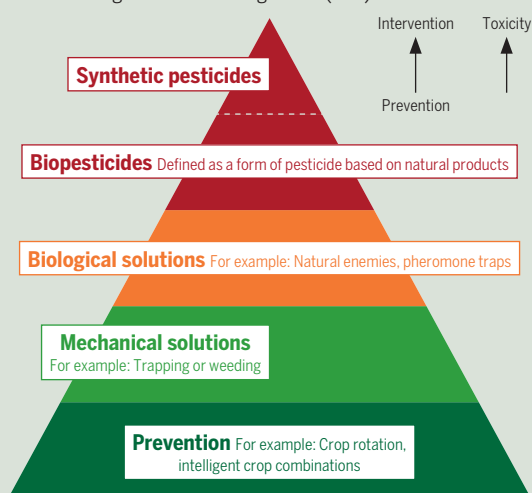 Intervention Toxicity
Prevention
Synthetic pesticides
Biopesticides Defined as a form of pesticide based on natural products
Biological solutions For example: Natural enemies, pheromone traps
Mechanical solutions
For example: Trapping or weeding
Prevention For example: Crop rotation,
intelligent crop combinations